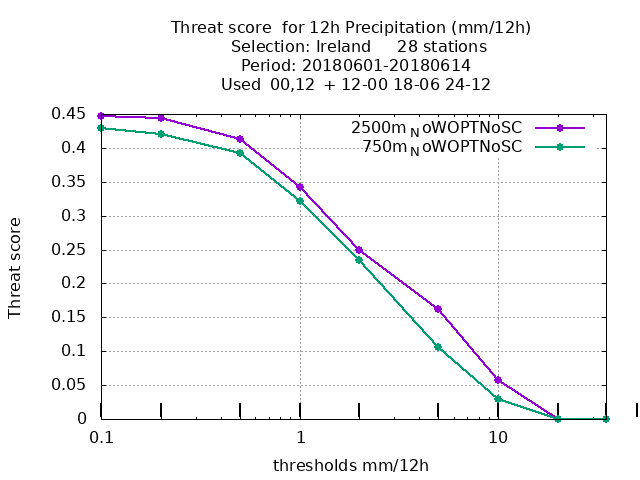 Threat score  for 12h Precipitation (mm/12h)
Selection: Ireland     28 stations
Period: 20180601-20180614
Used  00,12  + 12-00 18-06 24-12
2500m_NoWOPTNoSC
750m_NoWOPTNoSC
Threat score
0.45
0.4
0.35
0.3
0.25
0.2
0.15
0.1
0.05
0
0.1 1 10
thresholds mm/12h